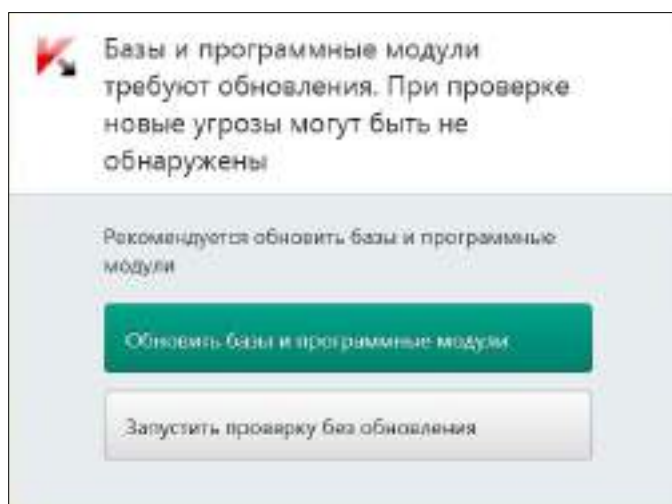 Базы и программные модули
требуют обновления. При проверке
новые угрозы могут быть не
обнаружены
Рекомендуется обновить базы и программные
модули
Обновить базы и программные модули
Запустить проверку без обновления